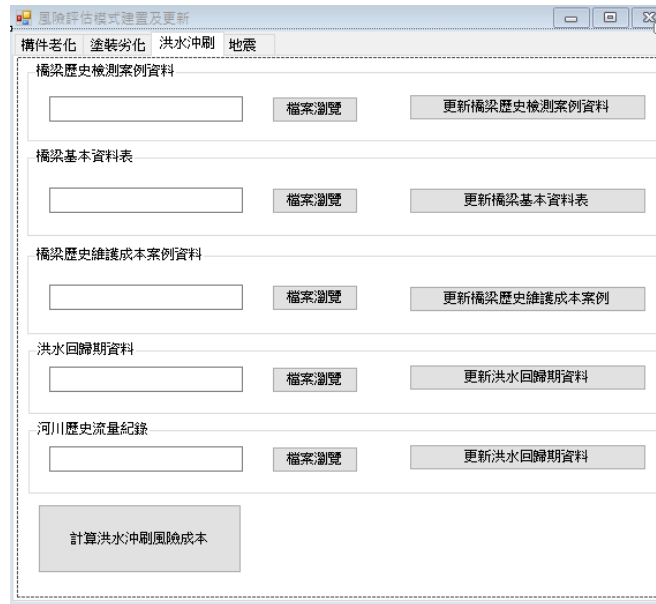 風險評估模式建置及更新
構件老化 塗裝劣化 洪水沖刷 地震
橋梁歷史檢測案例資料
檔案瀏覽 更新橋梁歷史檢測案例資料
橋梁基本資料表
檔案瀏覽 更新橋梁基本資料表
橋梁歷史維護成本案例資料
檔案瀏覽 更新橋梁歷史維護成本案例
洪水回歸期資料
檔案瀏覽 更新洪水回歸期資料
河川歷史流量紀錄
檔案瀏覽 更新洪水回歸期資料
計算洪水沖刷風險成本